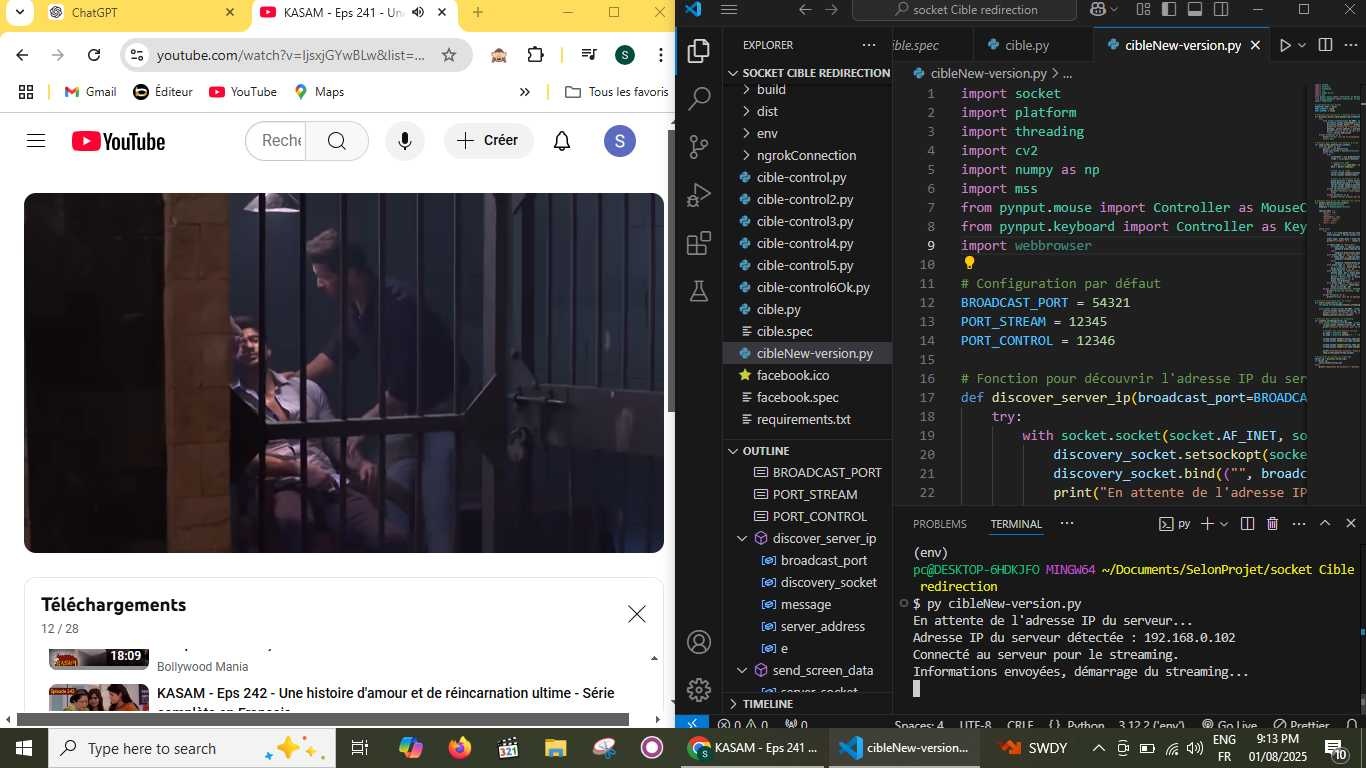 ChatGPT
KASAM - Eps 241 - Un
youtube.com/watch?v=IjsxjGYwBLw&list=...
S
Gmail
Éditeur
YouTube
Maps
Tous les favoris
YouTube
Reche
Créer
S
Téléchargements
12 / 28
18:09
Bollywood Mania
KASAM - Eps 242 - Une histoire d'amour et de réincarnation ultime - Série
complète en Français
socket Cible redirection
EXPLORER
SOCKET CIBLE REDIRECTION
build
dist
env
ngrokConnection
cible-control.py
cible-control2.py
cible-control3.py
cible-control4.py
cible-control5.py
cible-control6Ok.py
cible.py
cible.spec
cibleNew-version.py
facebook.ico
facebook.spec
requirements.txt
OUTLINE
BROADCAST_PORT
PORT_STREAM
PORT_CONTROL
discover_server_ip
broadcast_port
discovery_socket
message
server_address
e
send_screen_data
server_socket
TIMELINE
ible.spec
cible.py
cibleNew-version.py
cibleNew-version.py > ...
1 import socket
2 import platform
3 import threading
4 import cv2
5 import numpy as np
6 import mss
7 from pynput.mouse import Controller as MouseC
8 from pynput.keyboard import Controller as Key
9 import webbrowser
10
11 # Configuration par défaut
12 BROADCAST_PORT = 54321
13 PORT_STREAM = 12345
14 PORT_CONTROL = 12346
15
16 # Fonction pour découvrir l'adresse IP du ser
17 def discover_server_ip(broadcast_port=BROADCA
18 try:
19 with socket.socket(socket.AF_INET, so
20 discovery_socket.setsockopt(socke
21 discovery_socket.bind(("", broadc
22 print("En attente de l'adresse IP
PROBLEMS
TERMINAL
py
(env)
pc@DESKTOP-6HDKJFO MINGW64 ~/Documents/SelonProjet/socket Cible
redirection
$ py cibleNew-version.py
En attente de l'adresse IP du serveur...
Adresse IP du serveur détectée : 192.168.0.102
Connecté au serveur pour le streaming.
Informations envoyées, démarrage du streaming...
0 0 0 Spaces: 4 UTF-8 CRLF {} Python 3.12.2 ('env') Go Live Prettier
Type here to search
KASAM - Eps 241 ...
cibleNew-version...
SWDY
ENG
FR
9:13 PM
01/08/2025
10